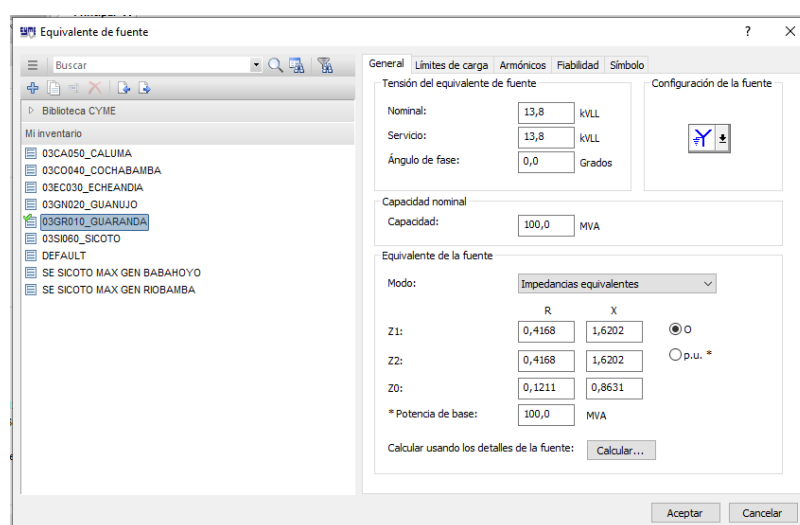 CYME Equivalente de fuente ? X
Buscar
Biblioteca CYME
Mi inventario
03CA050_CALUMA
03CO040_COCHABAMBA
03EC030_ECHEANDIA
03GN020_GUANUJO
03GR010_GUARANDA
03SI060_SICOTO
DEFAULT
SE SICOTO MAX GEN BABAHOYO
SE SICOTO MAX GEN RIOBAMBA
General Límites de carga Armónicos Fiabilidad Símbolo
Tensión del equivalente de fuente
Nominal: 13,8 kVLL
Servicio: 13,8 kVLL
Ángulo de fase: 0,0 Grados
Configuración de la fuente
Capacidad nominal
Capacidad: 100,0 MVA
Equivalente de la fuente
Modo: Impedancias equivalentes
R X
Z1: 0,4168 1,6202 O
Z2: 0,4168 1,6202 p.u. *
Z0: 0,1211 0,8631
* Potencia de base: 100,0 MVA
Calcular usando los detalles de la fuente: Calcular...
Aceptar Cancelar